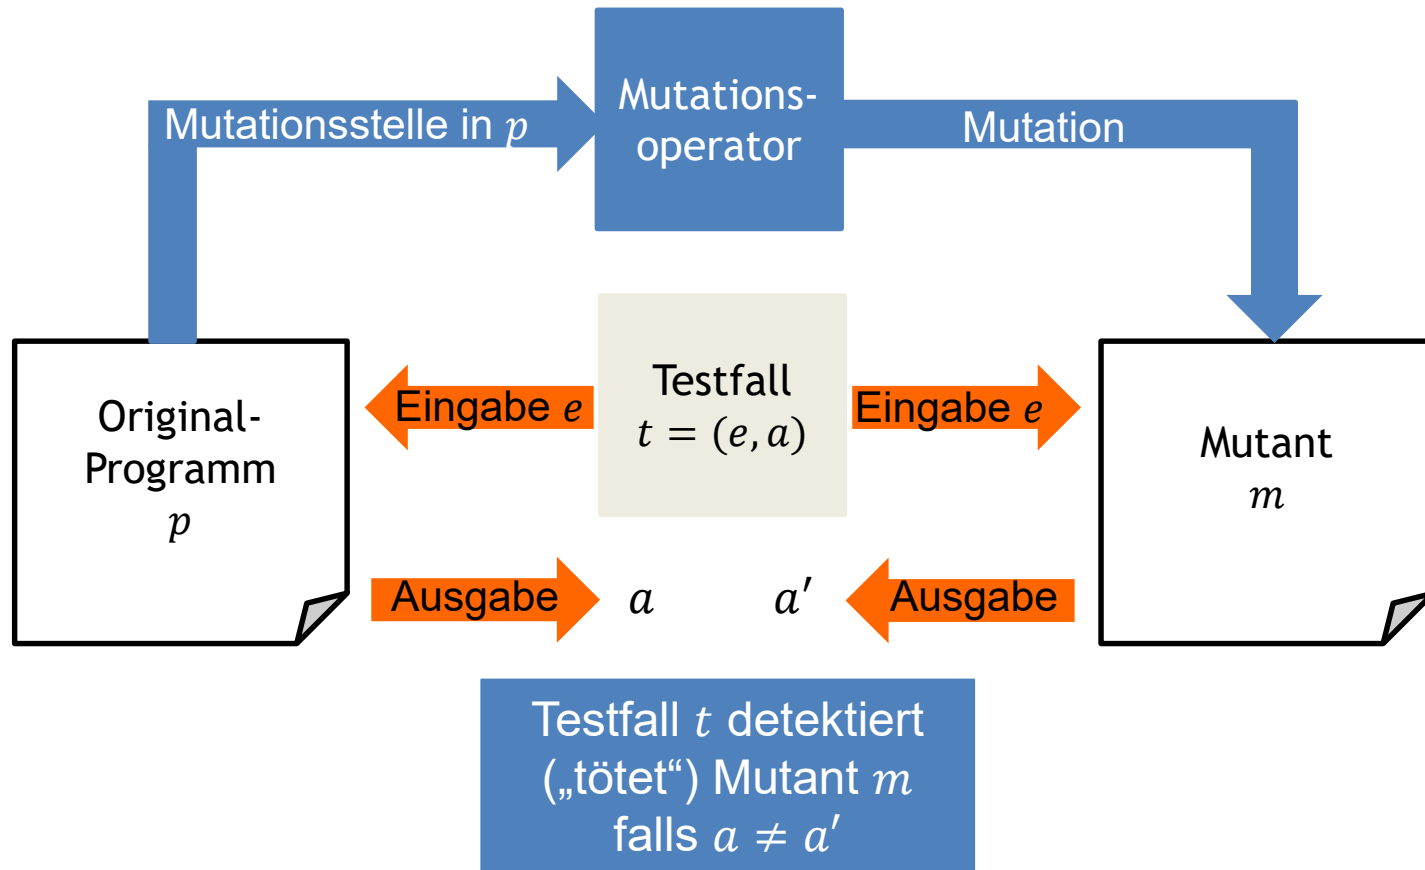 Mutations-
operator
Mutationsstelle in p
Mutation
Original-
Programm
p
Eingabe e
Testfall
t = (e, a)
Eingabe e
Mutant
m
Ausgabe
a
a′
Ausgabe
Testfall t detektiert
(„tötet“) Mutant m
falls a ≠ a′